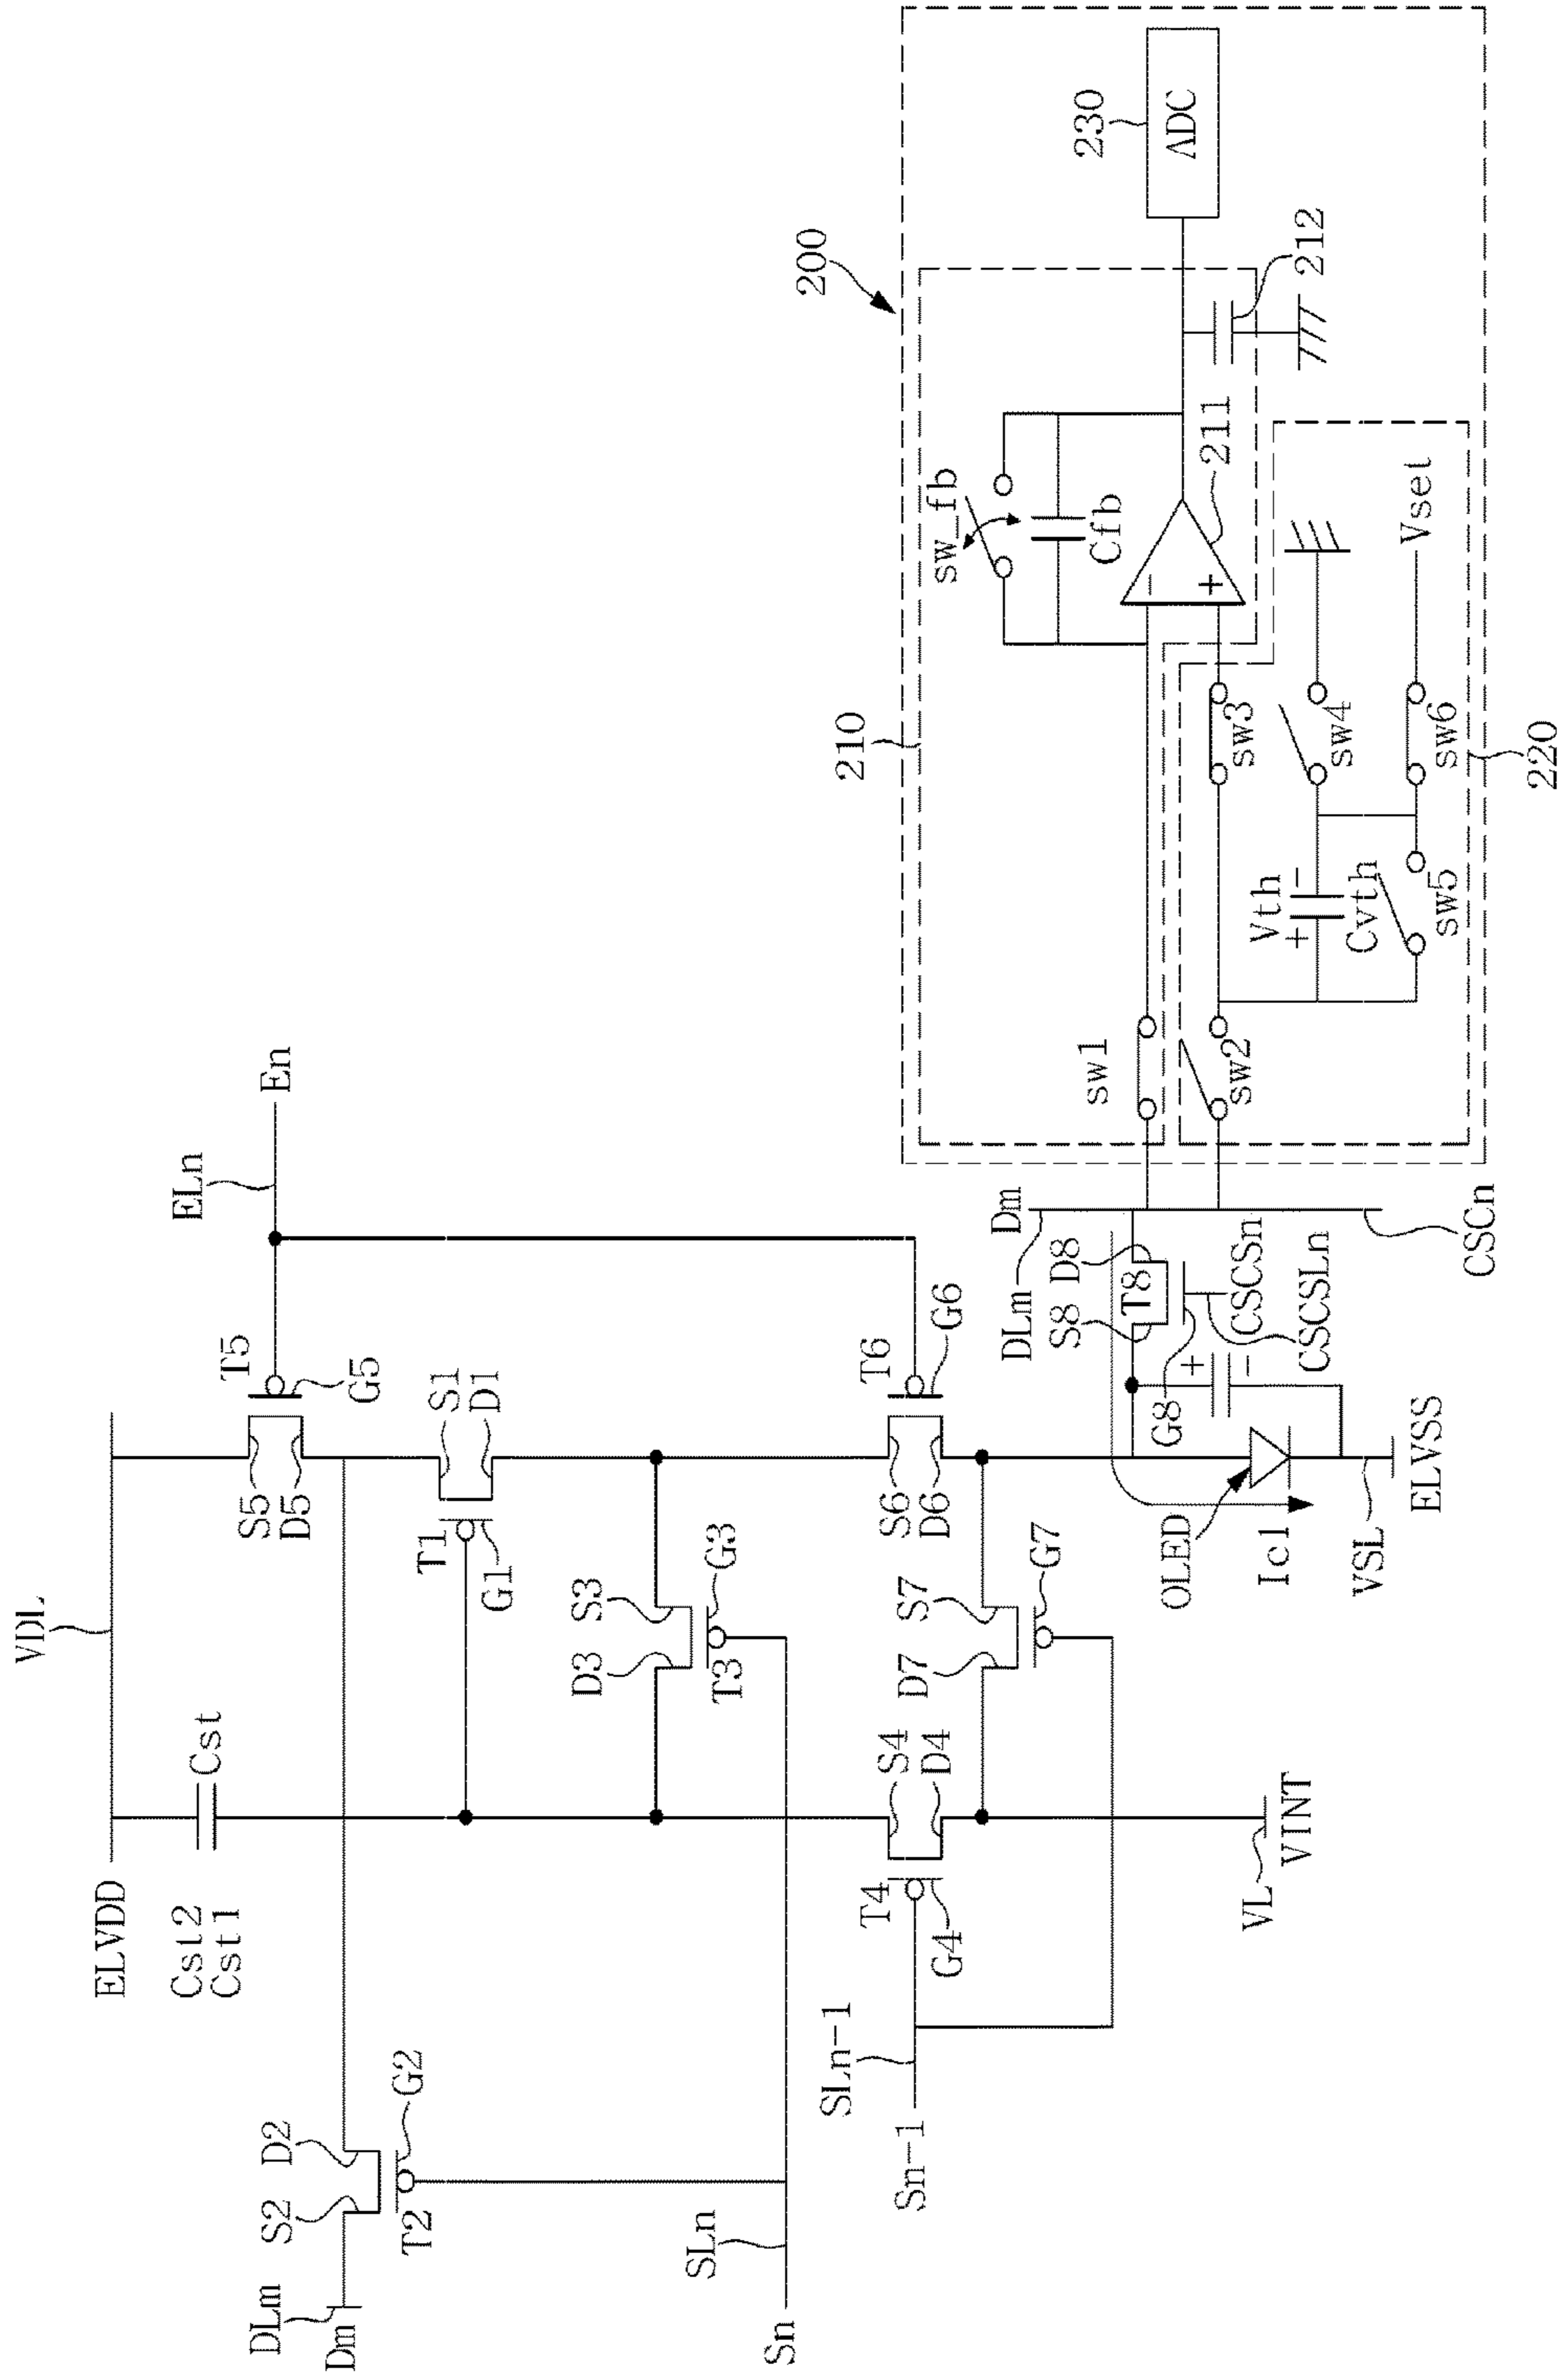 VDL
ELVDD
Cst2
Cst1
Cst
ELn
En
T5
G5
S5
D5
S1
D1
T1
G1
DLm
Dm
S2
D2
T2
G2
D3
S3
T3
G3
SLn
Sn
SLn-1
Sn-1
T4
G4
S4
D4
S6
D6
T6
G6
D7
S7
G7
VL
VINT
OLED
Icl
VSL
ELVSS
DLm
Dm
S8
D8
T8
G8
+
-
CSCSn
CSCSLn
CSCn
200
210
220
230
ADC
212
211
sw_fb
Cfb
-
+
sw1
sw2
sw3
sw4
sw5
sw6
Vth
+
-
Cvth
Vset